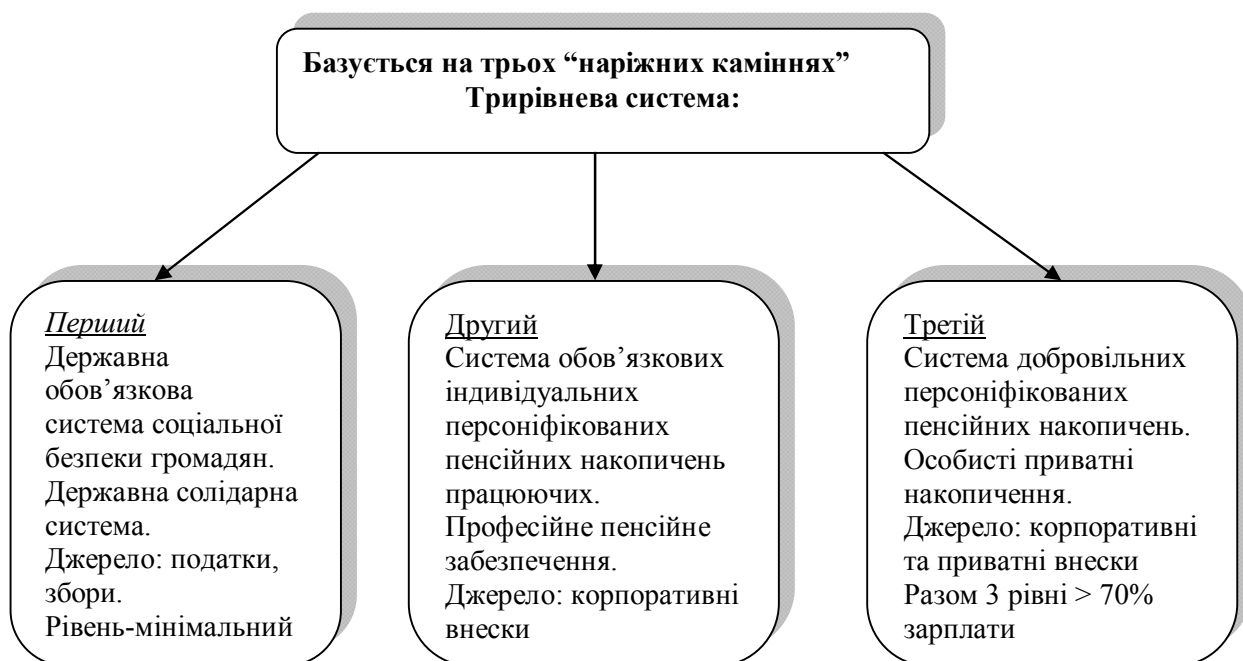 Базується на трьох “наріжних каміннях”
Трирівнева система:
Перший
Державна
обов’язкова
система соціальної
безпеки громадян.
Державна солідарна
система.
Джерело: податки,
збори.
Рівень-мінімальний
Другий
Система обов’язкових
індивідуальних
персоніфікованих
пенсійних накопичень
працюючих.
Професійне пенсійне
забезпечення.
Джерело: корпоративні
внески
Третій
Система добровільних
персоніфікованих
пенсійних накопичень.
Особисті приватні
накопичення.
Джерело: корпоративні
та приватні внески
Разом 3 рівні > 70%
зарплати